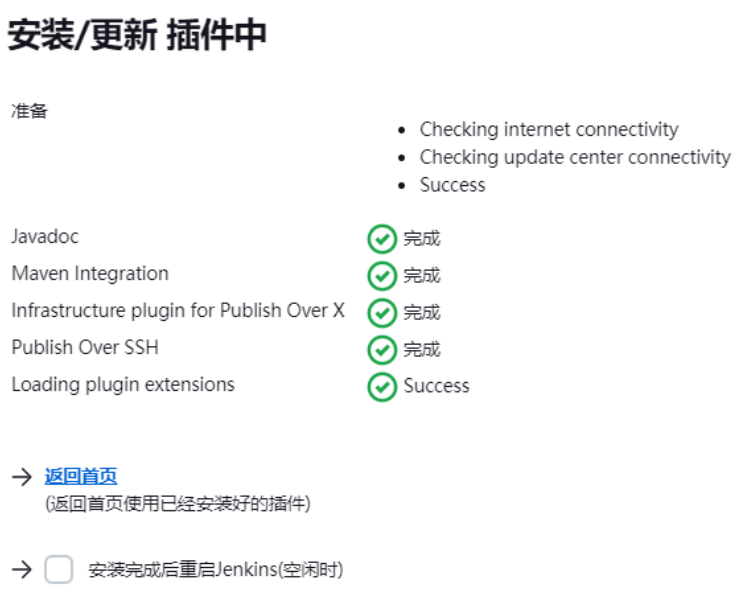 安装/更新 插件中
准备
Checking internet connectivity
Checking update center connectivity
Success
Javadoc 完成
Maven Integration 完成
Infrastructure plugin for Publish Over X 完成
Publish Over SSH 完成
Loading plugin extensions Success
返回首页
(返回首页使用已经安装好的插件)
安装完成后重启Jenkins(空闲时)